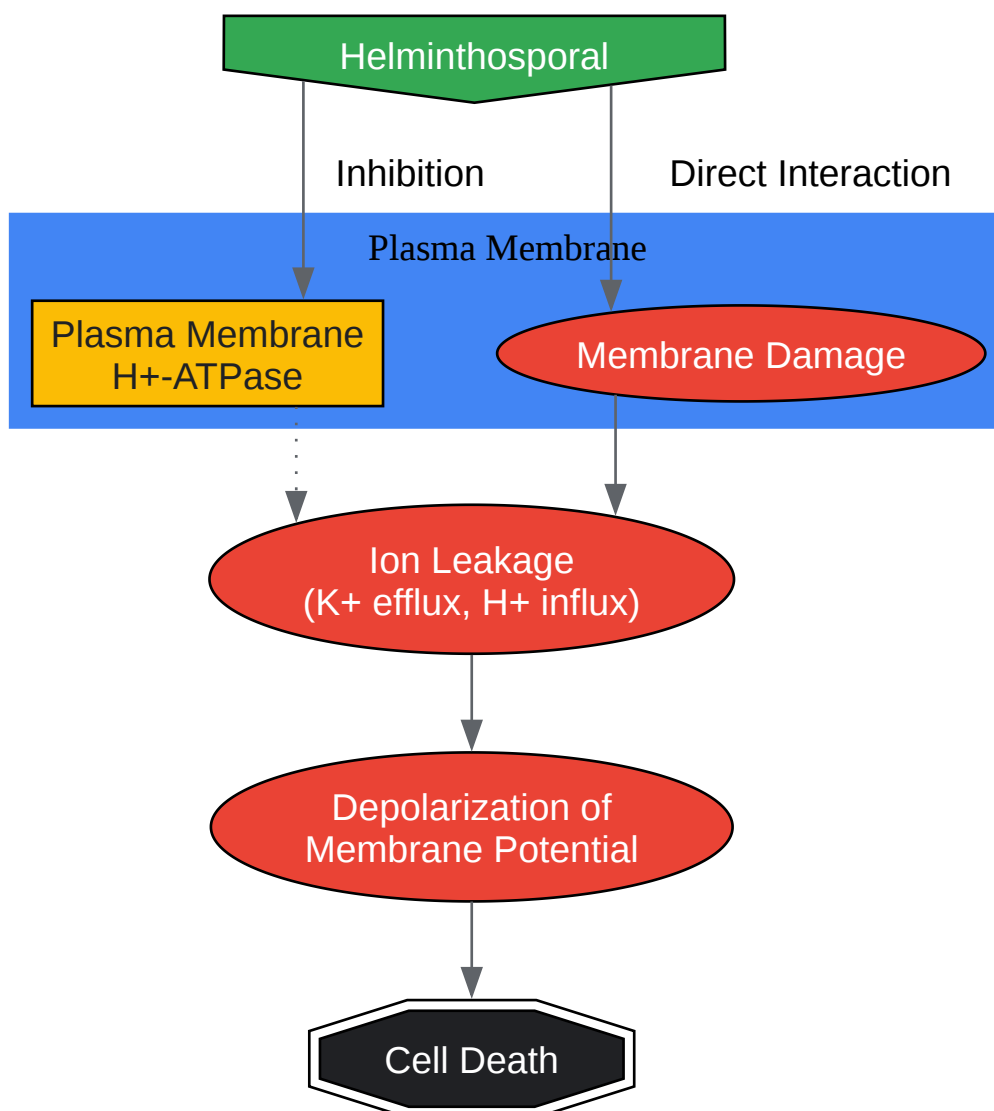 Helminthosporal
Inhibition
Direct Interaction
Plasma Membrane
Plasma Membrane
H+-ATPase
Membrane Damage
Ion Leakage
(K+ efflux, H+ influx)
Depolarization of
Membrane Potential
Cell Death